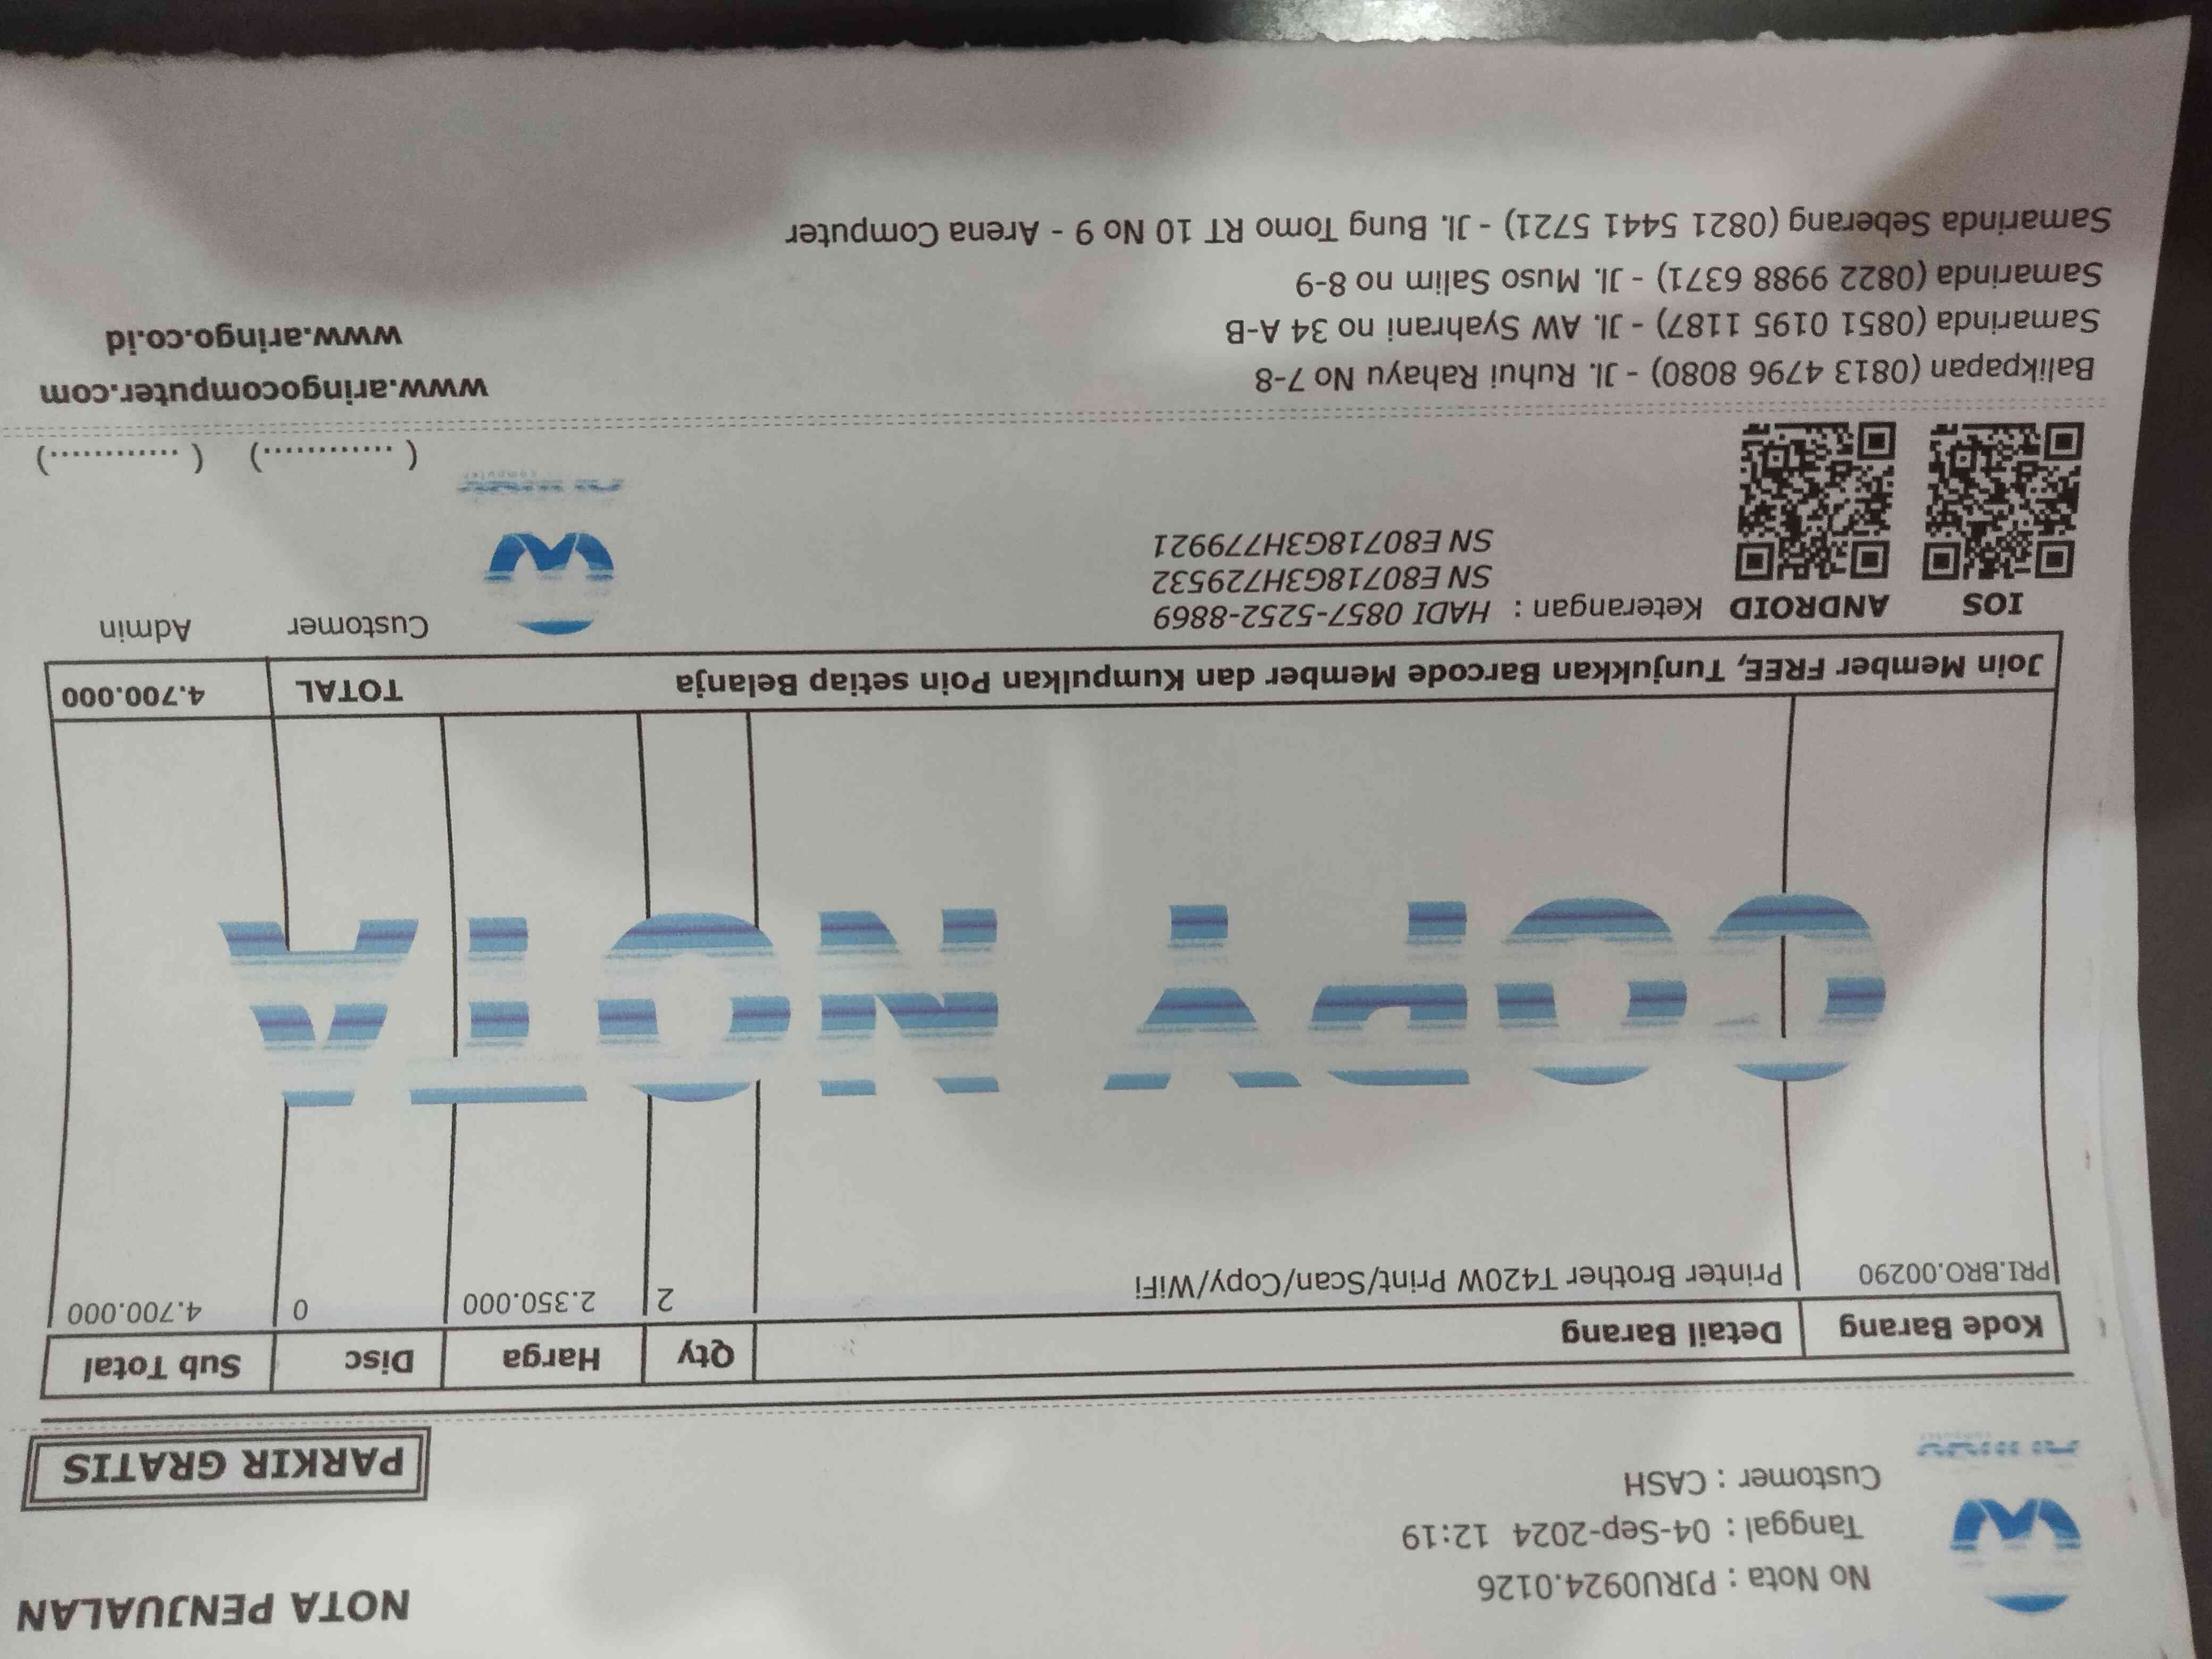 NOTA PENJUALAN
No Nota : PJRU0924.0126
Tanggal : 04-Sep-2024 12:19
Customer : CASH
PARKIR GRATIS
Kode Barang Detail Barang Qty Harga Disc Sub Total
PRI.BRO.00290 Printer Brother T420W Print/Scan/Copy/WiFi 2 2.350.000 0 4.700.000
COPY NOTA
Join Member FREE, Tunjukkan Barcode Member dan Kumpulkan Poin setiap Belanja TOTAL 4.700.000
IOS ANDROID Keterangan : HADI 0857-5252-8869
SN E80718G3H729532
SN E80718G3H779921
Customer Admin
( .............) ( .............)
Balikpapan (0813 4796 8080) - Jl. Ruhui Rahayu No 7-8
Samarinda (0851 0195 1187) - Jl. AW Syahrani no 34 A-B
Samarinda (0822 9988 6371) - Jl. Muso Salim no 8-9
Samarinda Seberang (0821 5441 5721) - Jl. Bung Tomo RT 10 No 9 - Arena Computer
www.aringocomputer.com
www.aringo.co.id